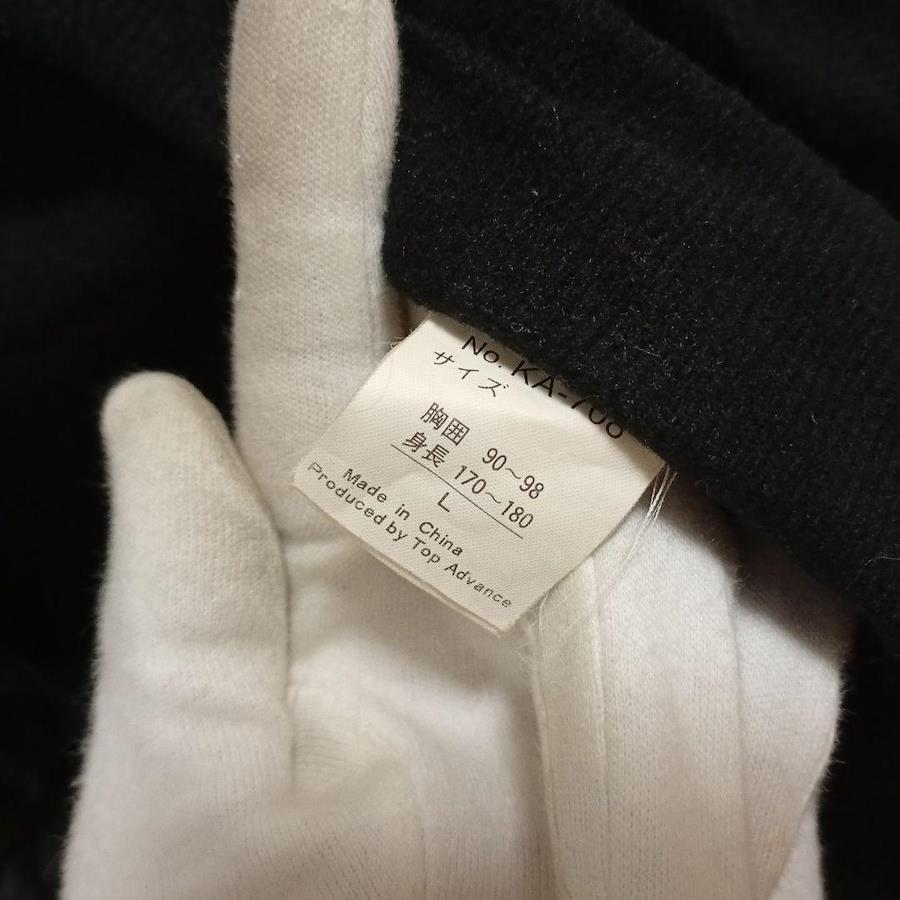 No. KA-708
サイズ
胸囲 90～98
身長 170～180
L
Made in China
Produced by Top Advance